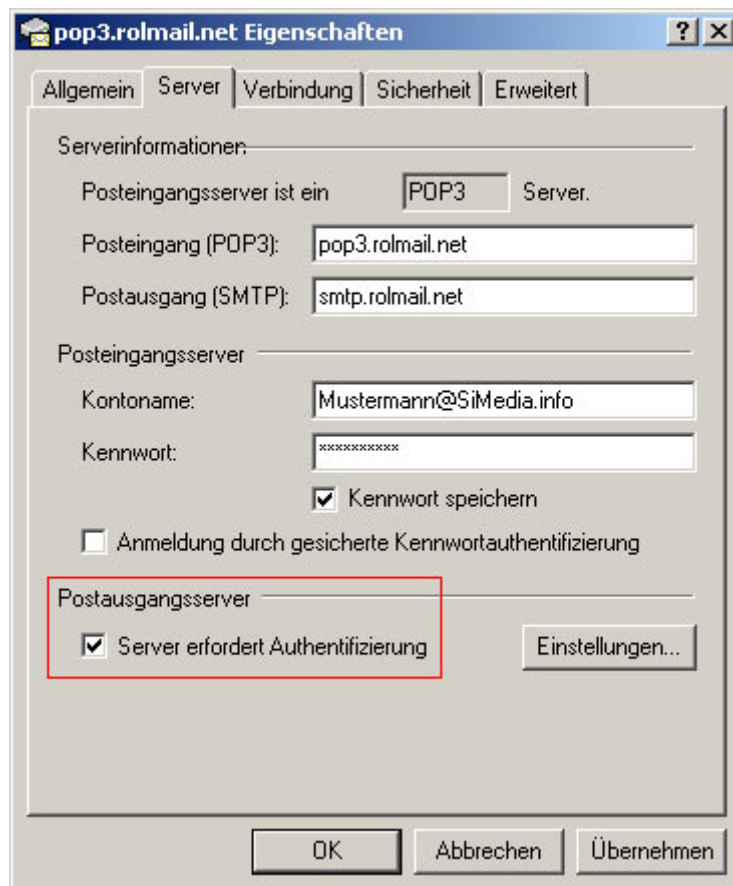 pop3.rolmail.net Eigenschaften
Allgemein Server Verbindung Sicherheit Erweitert
Serverinformationen
Posteingangsserver ist ein POP3 Server.
Posteingang (POP3): pop3.rolmail.net
Postausgang (SMTP): smtp.rolmail.net
Posteingangsserver
Kontoname: Mustermann@SiMedia.info
Kennwort: **********
Kennwort speichern
Anmeldung durch gesicherte Kennwortauthentifizierung
Postausgangsserver
Server erfordert Authentifizierung Einstellungen...
OK Abbrechen Übernehmen